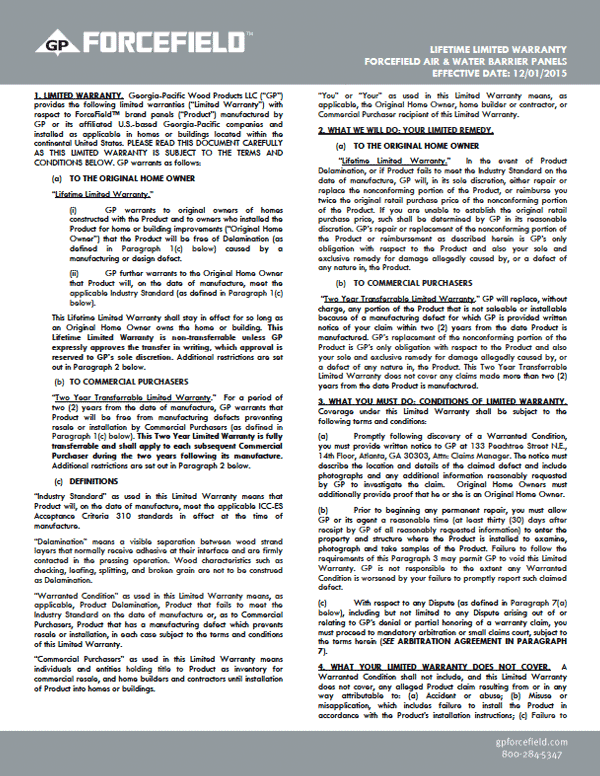 GP FORCEFIELD™
LIFETIME LIMITED WARRANTY
FORCEFIELD AIR & WATER BARRIER PANELS
EFFECTIVE DATE: 12/01/2015
1. LIMITED WARRANTY. Georgia-Pacific Wood Products LLC ("GP")
provides the following limited warranties ("Limited Warranty") with
respect to ForceField™ brand panels ("Product") manufactured by
GP or its affiliated U.S.-based Georgia-Pacific companies and
installed as applicable in homes or buildings located within the
continental United States. PLEASE READ THIS DOCUMENT CAREFULLY
AS THIS LIMITED WARRANTY IS SUBJECT TO THE TERMS AND
CONDITIONS BELOW. GP warrants as follows:
(a) TO THE ORIGINAL HOME OWNER
"Lifetime Limited Warranty."
(i) GP warrants to original owners of homes
constructed with the Product and to owners who installed the
Product for home or building improvements ("Original Home
Owner") that the Product will be free of Delamination (as
defined in Paragraph 1(c) below) caused by a
manufacturing or design defect.
(ii) GP further warrants to the Original Home Owner
that Product will, on the date of manufacture, meet the
applicable Industry Standard (as defined in Paragraph 1(c)
below).
This Lifetime Limited Warranty shall stay in effect for so long as
an Original Home Owner owns the home or building. This
Lifetime Limited Warranty is non-transferrable unless GP
expressly approves the transfer in writing, which approval is
reserved to GP's sole discretion. Additional restrictions are set
out in Paragraph 2 below.
(b) TO COMMERCIAL PURCHASERS
"Two Year Transferrable Limited Warranty." For a period of
two (2) years from the date of manufacture, GP warrants that
Product will be free from manufacturing defects preventing
resale or installation by Commercial Purchasers (as defined in
Paragraph 1(c) below). This Two Year Limited Warranty is fully
transferrable and shall apply to each subsequent Commercial
Purchaser during the two years following its manufacture.
Additional restrictions are set out in Paragraph 2 below.
(c) DEFINITIONS
"Industry Standard" as used in this Limited Warranty means that
Product will, on the date of manufacture, meet the applicable ICC-ES
Acceptance Criteria 310 standards in effect at the time of
manufacture.
"Delamination" means a visible separation between wood strand
layers that normally receive adhesive at their interface and are firmly
contacted in the pressing operation. Wood characteristics such as
checking, leafing, splitting, and broken grain are not to be construed
as Delamination.
"Warranted Condition" as used in this Limited Warranty means, as
applicable, Product Delamination, Product that fails to meet the
Industry Standard on the date of manufacture or, as to Commercial
Purchasers, Product that has a manufacturing defect which prevents
resale or installation, in each case subject to the terms and conditions
of this Limited Warranty.
"Commercial Purchasers" as used in this Limited Warranty means
individuals and entities holding title to Product as inventory for
commercial resale, and home builders and contractors until installation
of Product into homes or buildings.
"You" or "Your" as used in this Limited Warranty means, as
applicable, the Original Home Owner, home builder or contractor, or
Commercial Purchaser recipient of this Limited Warranty.
2. WHAT WE WILL DO: YOUR LIMITED REMEDY.
(a) TO THE ORIGINAL HOME OWNER
"Lifetime Limited Warranty." In the event of Product
Delamination, or if Product fails to meet the Industry Standard on the
date of manufacture, GP will, in its sole discretion, either repair or
replace the nonconforming portion of the Product, or reimburse you
twice the original retail purchase price of the nonconforming portion
of the Product. If you are unable to establish the original retail
purchase price, such shall be determined by GP in its reasonable
discretion. GP's repair or replacement of the nonconforming portion of
the Product or reimbursement as described herein is GP's only
obligation with respect to the Product and also your sole and
exclusive remedy for damage allegedly caused by, or a defect of
any nature in, the Product.
(b) TO COMMERCIAL PURCHASERS
"Two Year Transferrable Limited Warranty." GP will replace, without
charge, any portion of the Product that is not saleable or installable
because of a manufacturing defect for which GP is provided written
notice of your claim within two (2) years from the date Product is
manufactured. GP's replacement of the nonconforming portion of the
Product is GP's only obligation with respect to the Product and also
your sole and exclusive remedy for damage allegedly caused by, or
a defect of any nature in, the Product. This Two Year Transferrable
Limited Warranty does not cover any claims made more than two (2)
years from the date Product is manufactured.
3. WHAT YOU MUST DO: CONDITIONS OF LIMITED WARRANTY.
Coverage under this Limited Warranty shall be subject to the
following terms and conditions:
(a) Promptly following discovery of a Warranted Condition,
you must provide written notice to GP at 133 Peachtree Street N.E.,
14th Floor, Atlanta, GA 30303, Attn: Claims Manager. The notice must
describe the location and details of the claimed defect and include
photographs and any additional information reasonably requested
by GP to investigate the claim. Original Home Owners must
additionally provide proof that he or she is an Original Home Owner.
(b) Prior to beginning any permanent repair, you must allow
GP or its agent a reasonable time (at least thirty (30) days after
receipt by GP of all reasonably requested information) to enter the
property and structure where the Product is installed to examine,
photograph and take samples of the Product. Failure to follow the
requirements of this Paragraph 3 may permit GP to void this Limited
Warranty. GP is not responsible to the extent any Warranted
Condition is worsened by your failure to promptly report such claimed
defect.
(c) With respect to any Dispute (as defined in Paragraph 7(a)
below), including but not limited to any Dispute arising out of or
relating to GP's denial or partial honoring of a warranty claim, you
must proceed to mandatory arbitration or small claims court, subject to
the terms herein (SEE ARBITRATION AGREEMENT IN PARAGRAPH
7).
4. WHAT YOUR LIMITED WARRANTY DOES NOT COVER. A
Warranted Condition shall not include, and this Limited Warranty
does not cover, any alleged Product claim resulting from or in any
way attributable to: (a) Accident or abuse; (b) Misuse or
misapplication, which includes failure to install the Product in
accordance with the Product's installation instructions; (c) Failure to
gpforcefield.com
800-284-5347